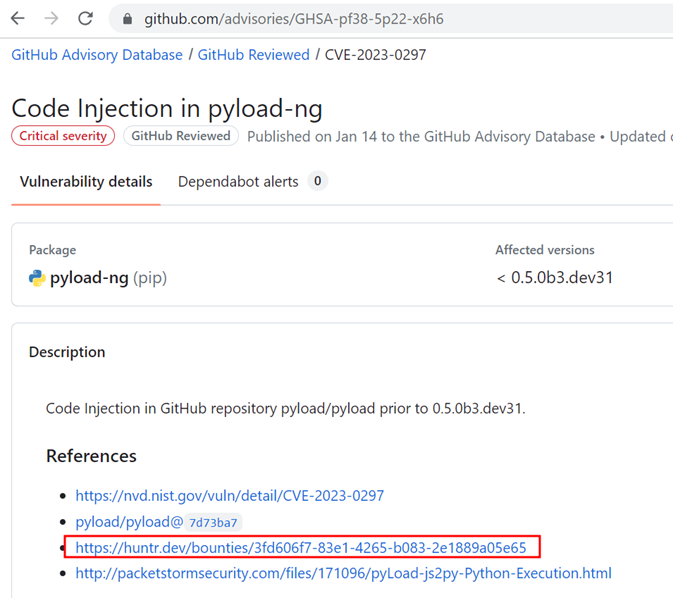 github.com/advisories/GHSA-pf38-5p22-x6h6
GitHub Advisory Database / GitHub Reviewed / CVE-2023-0297
Code Injection in pyload-ng
Critical severity GitHub Reviewed Published on Jan 14 to the GitHub Advisory Database • Updated
Vulnerability details Dependabot alerts 0
Package Affected versions
pyload-ng (pip) < 0.5.0b3.dev31
Description
Code Injection in GitHub repository pyload/pyload prior to 0.5.0b3.dev31.
References
• https://nvd.nist.gov/vuln/detail/CVE-2023-0297
• pyload/pyload@7d73ba7
• https://huntr.dev/bounties/3fd606f7-83e1-4265-b083-2e1889a05e65
• http://packetstormsecurity.com/files/171096/pyLoad-js2py-Python-Execution.html